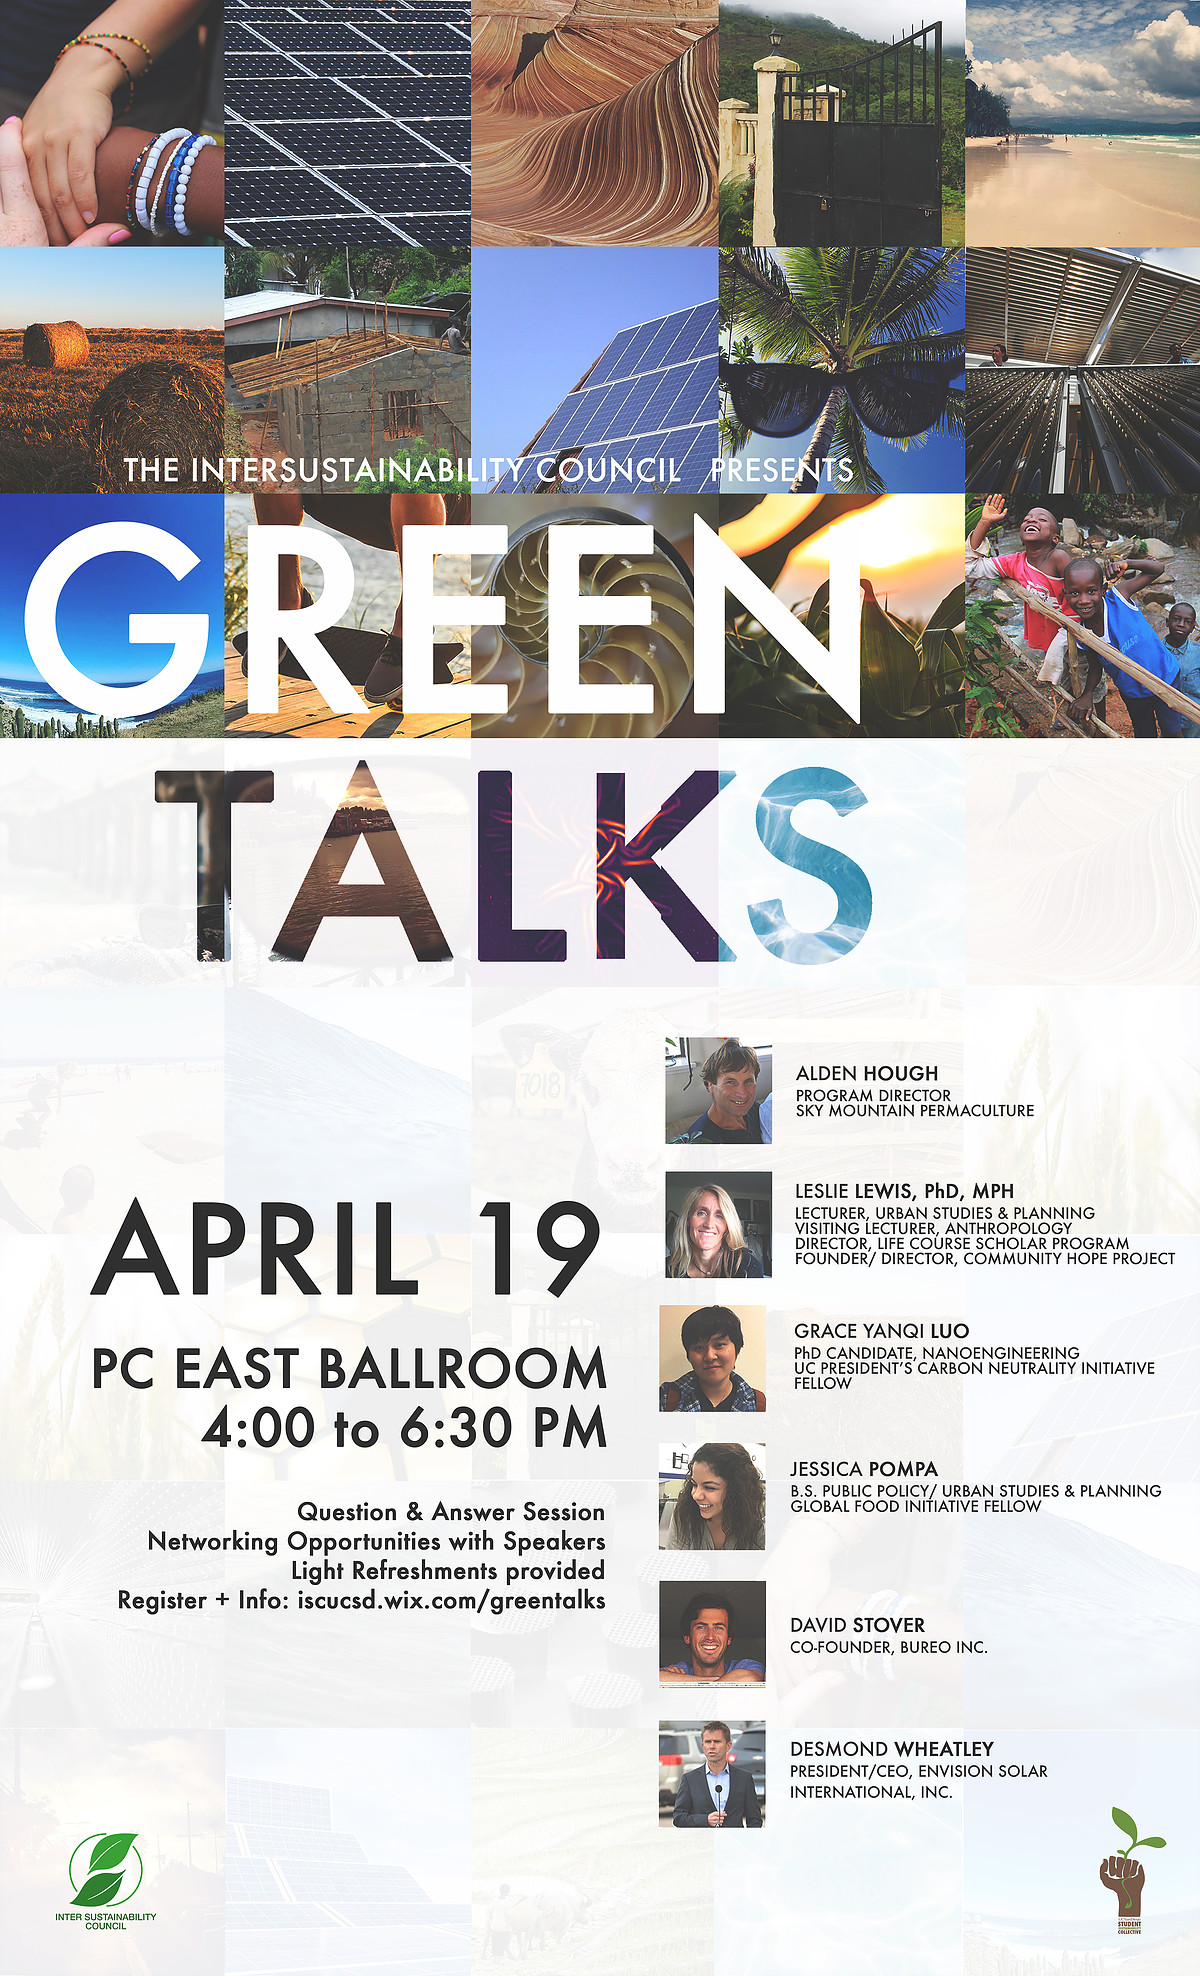 THE INTERSUSTAINABILITY COUNCIL PRESENTS
GREEN
TALKS
7018
ALDEN HOUGH
PROGRAM DIRECTOR
SKY MOUNTAIN PERMACULTURE
LESLIE LEWIS, PhD, MPH
LECTURER, URBAN STUDIES & PLANNING
VISITING LECTURER, ANTHROPOLOGY
DIRECTOR, LIFE COURSE SCHOLAR PROGRAM
FOUNDER/ DIRECTOR, COMMUNITY HOPE PROJECT
APRIL 19
PC EAST BALLROOM
4:00 to 6:30 PM
GRACE YANQI LUO
PhD CANDIDATE, NANOENGINEERING
UC PRESIDENT'S CARBON NEUTRALITY INITIATIVE
FELLOW
JESSICA POMPA
B.S. PUBLIC POLICY/ URBAN STUDIES & PLANNING
GLOBAL FOOD INITIATIVE FELLOW
Question & Answer Session
Networking Opportunities with Speakers
Light Refreshments provided
Register + Info: iscucsd.wix.com/greentalks
DAVID STOVER
CO-FOUNDER, BUREO INC.
DESMOND WHEATLEY
PRESIDENT/CEO, ENVISION SOLAR
INTERNATIONAL, INC.
INTER SUSTAINABILITY
COUNCIL
STUDENT
COLLECTIVE